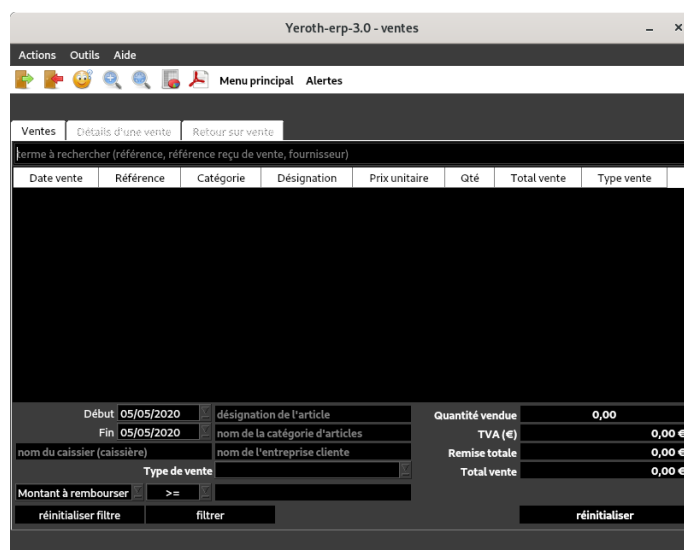 Yeroth-erp-3.0 - ventes
Actions Outils Aide
Menu principal Alertes
Ventes Détails d'une vente Retour sur vente
terme à rechercher (référence, référence reçu de vente, fournisseur)
Date vente Référence Catégorie Désignation Prix unitaire Qté Total vente Type vente
Début 05/05/2020 désignation de l'article Quantité vendue 0,00
Fin 05/05/2020 nom de la catégorie d'articles TVA (€) 0,00 €
nom du caissier (caissière) nom de l'entreprise cliente Remise totale 0,00 €
Type de vente Total vente 0,00 €
Montant à rembourser >=
réinitialiser filtre filtrer réinitialiser